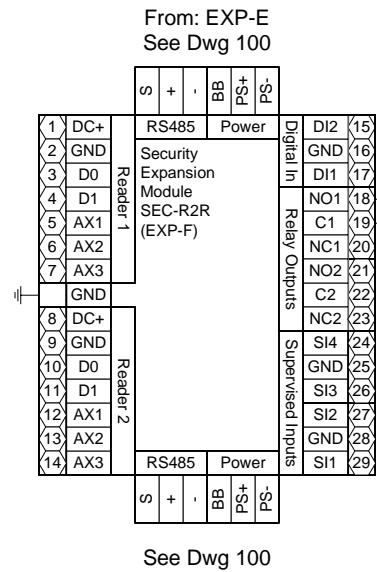 From: EXP-E
See Dwg 100
S + - BB PS+ PS-
RS485 Power
Security
Expansion
Module
SEC-R2R
(EXP-F)
1 DC+
2 GND
3 D0
4 D1
5 AX1
6 AX2
7 AX3
Reader 1
GND
8 DC+
9 GND
10 D0
11 D1
12 AX1
13 AX2
14 AX3
Reader 2
Digital In
DI2 15
GND 16
DI1 17
Relay Outputs
NO1 18
C1 19
NC1 20
NO2 21
C2 22
NC2 23
Supervised Inputs
SI4 24
GND 25
SI3 26
SI2 27
GND 28
SI1 29
RS485 Power
S + - BB PS+ PS-
See Dwg 100